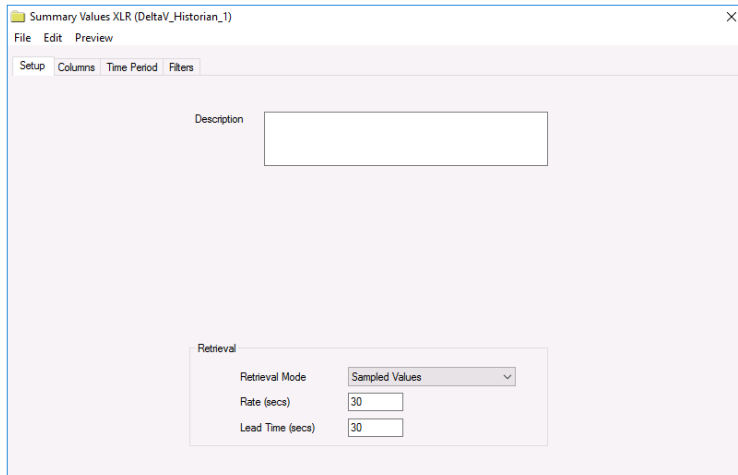 Summary Values XLR (DeltaV_Historian_1)
File Edit Preview
Setup Columns Time Period Filters
Description
Retrieval
Retrieval Mode Sampled Values
Rate (secs) 30
Lead Time (secs) 30